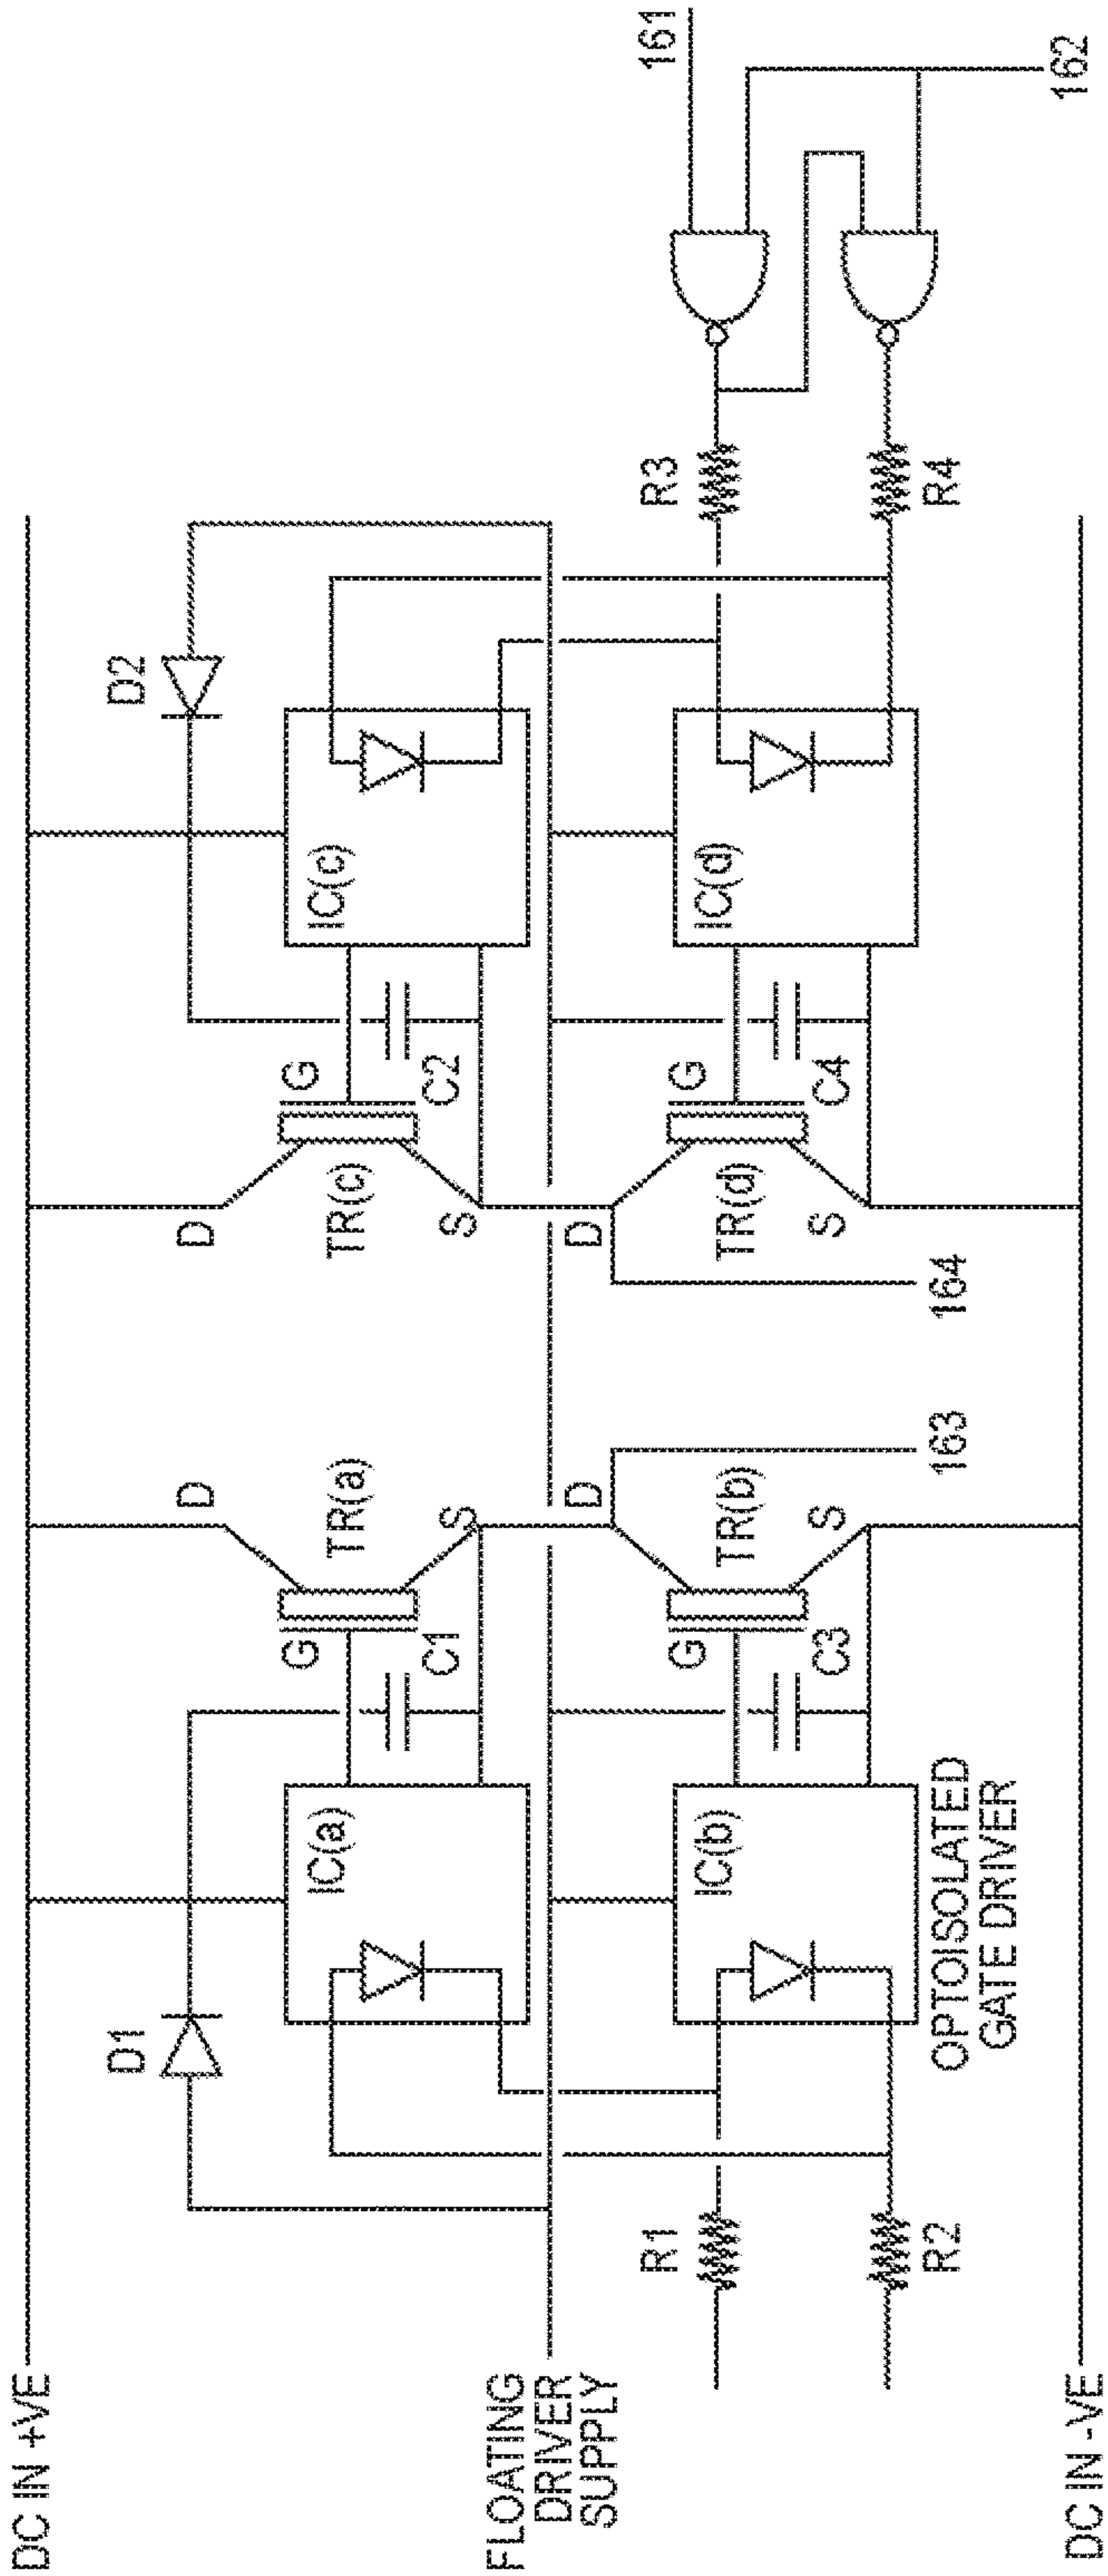 DC IN +VE
D1
D2
D
D
IC(a)
G
TR(a)
TR(c)
G
IC(c)
C1
C2
S
S
FLOATING
DRIVER
SUPPLY
D
D
R1
R3
161
IC(b)
G
TR(b)
TR(d)
G
IC(d)
C3
C4
S
S
R2
R4
OPTOISOLATED
GATE DRIVER
163
164
162
DC IN -VE